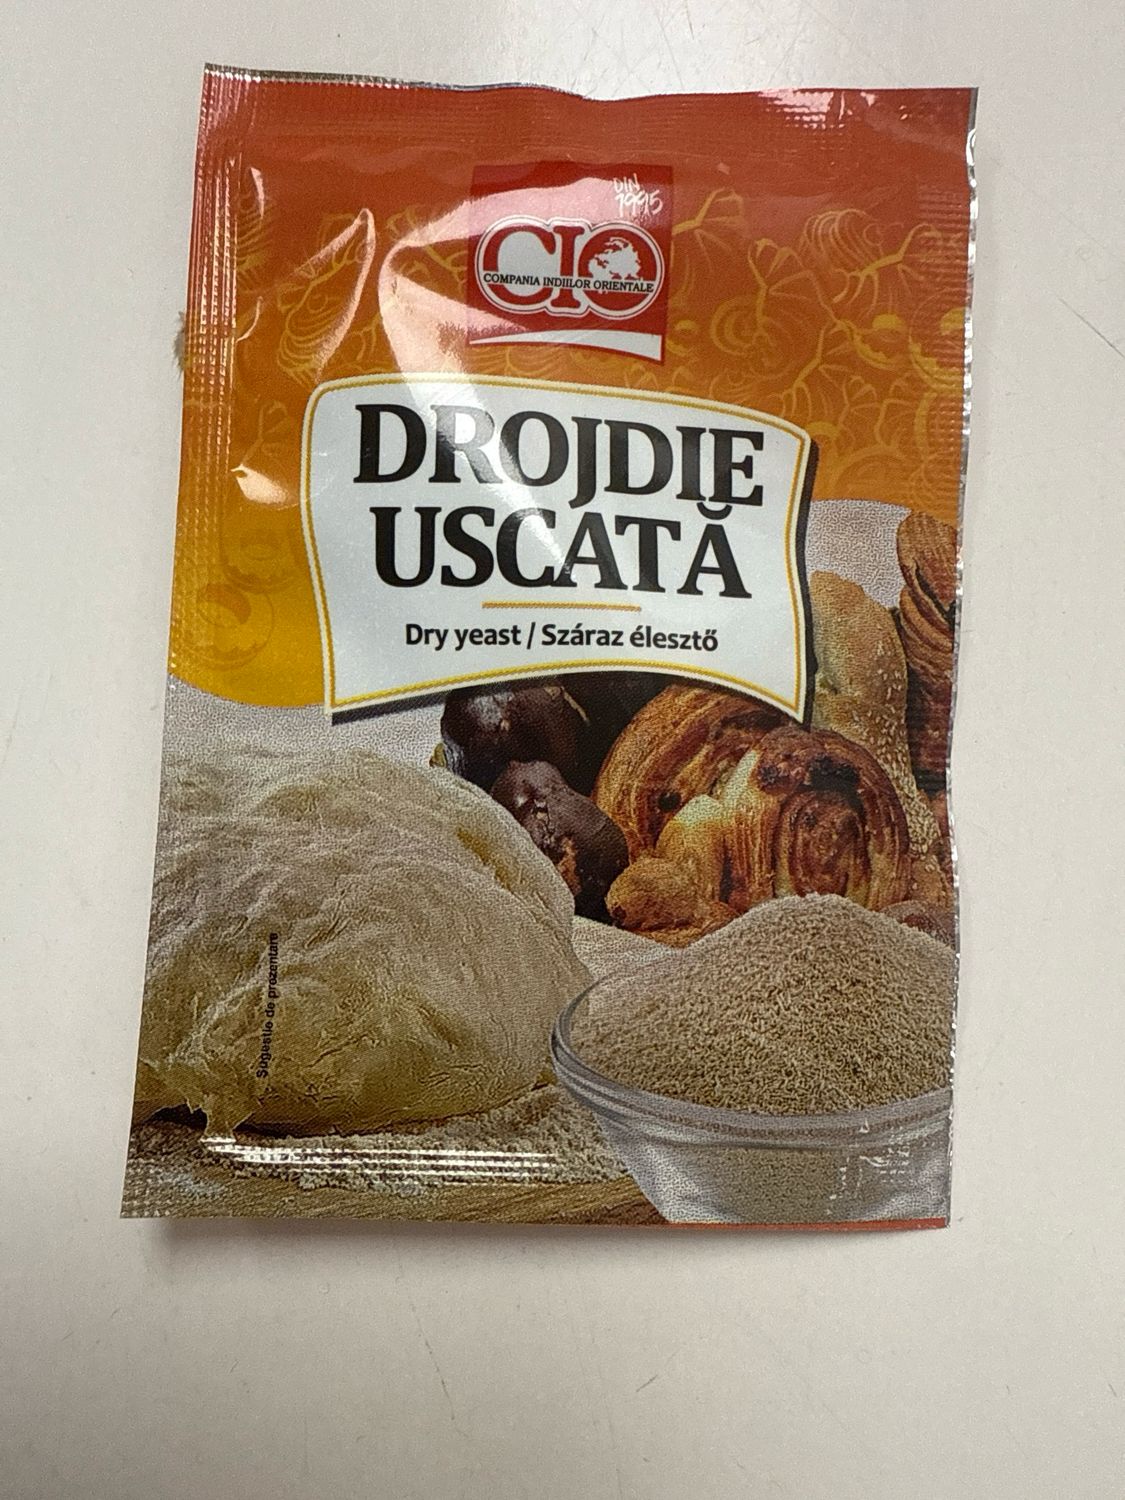 DIN
1995
CIO
COMPANIA INDIILOR ORIENTALE
DROJDIE
USCATĂ
Dry yeast / Száraz élesztő
Sugestie de prezentare